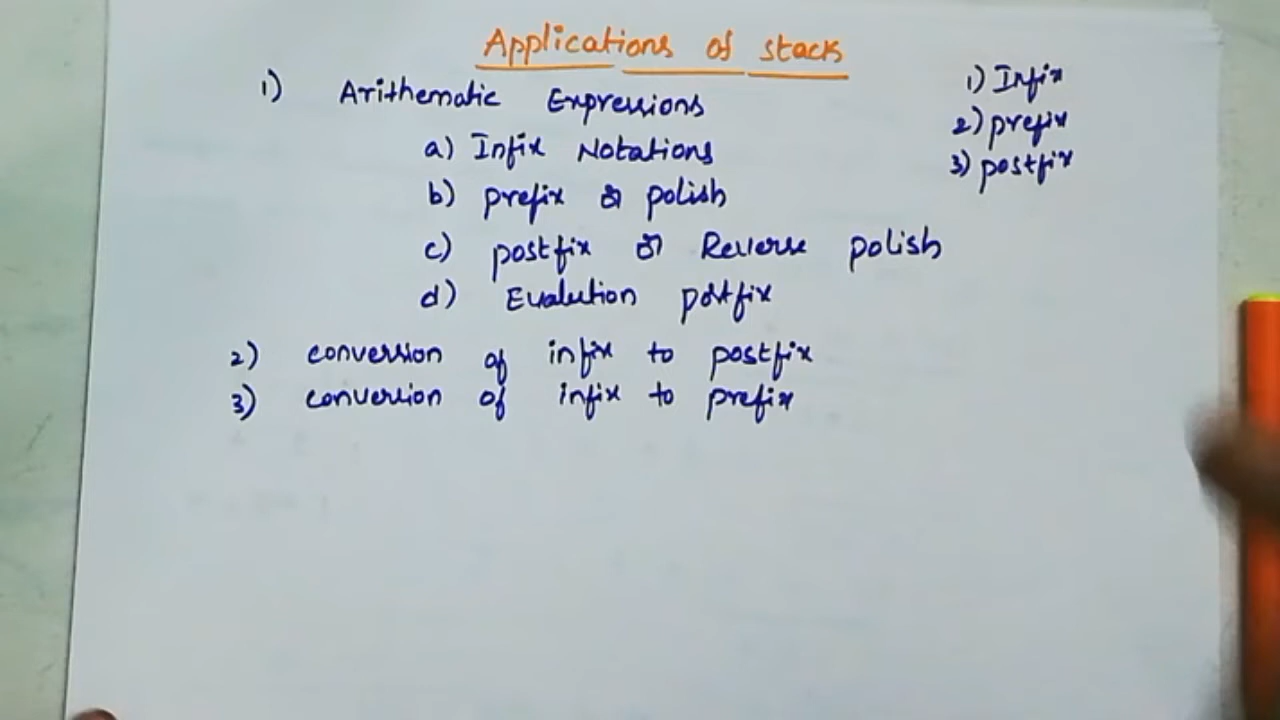 Applications of stack
1) Arithematic Expressions
a) Infix Notations
b) prefix or polish
c) postfix or Reverse polish
d) Evalution postfix
2) conversion of infix to postfix
3) conversion of infix to prefix
1) Infix
2) prefix
3) postfix